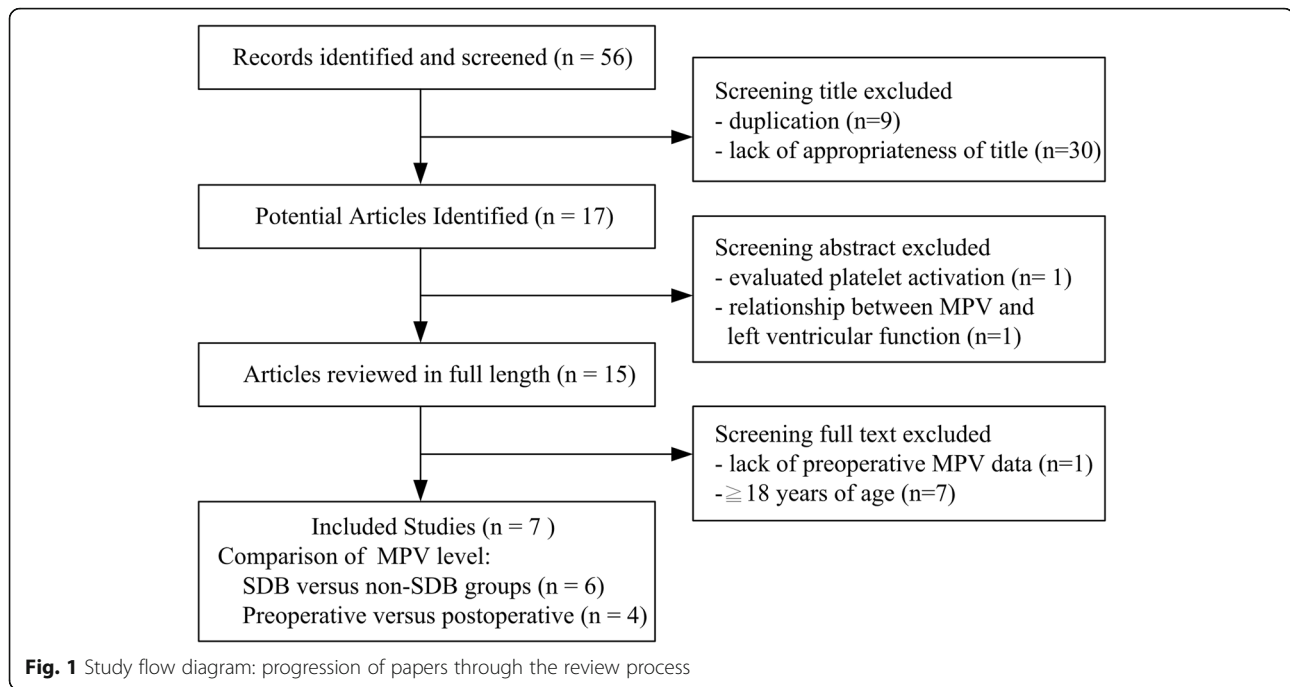 Records identified and screened (n = 56)
Screening title excluded
- duplication (n=9)
- lack of appropriateness of title (n=30)
Potential Articles Identified (n = 17)
Screening abstract excluded
- evaluated platelet activation (n= 1)
- relationship between MPV and
left ventricular function (n=1)
Articles reviewed in full length (n = 15)
Screening full text excluded
- lack of preoperative MPV data (n=1)
-≧18 years of age (n=7)
Included Studies (n = 7 )
Comparison of MPV level:
SDB versus non-SDB groups (n = 6)
Preoperative versus postoperative (n = 4)
Fig. 1 Study flow diagram: progression of papers through the review process